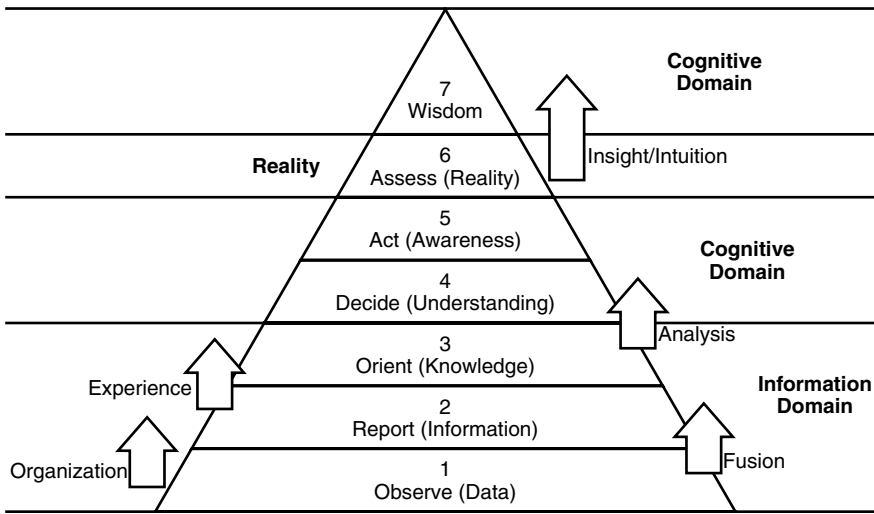 7
Wisdom
Cognitive
Domain
Insight/Intuition
Reality
6
Assess (Reality)
5
Act (Awareness)
Cognitive
Domain
4
Decide (Understanding)
Analysis
3
Orient (Knowledge)
Experience
Information
Domain
2
Report (Information)
Organization
Fusion
1
Observe (Data)